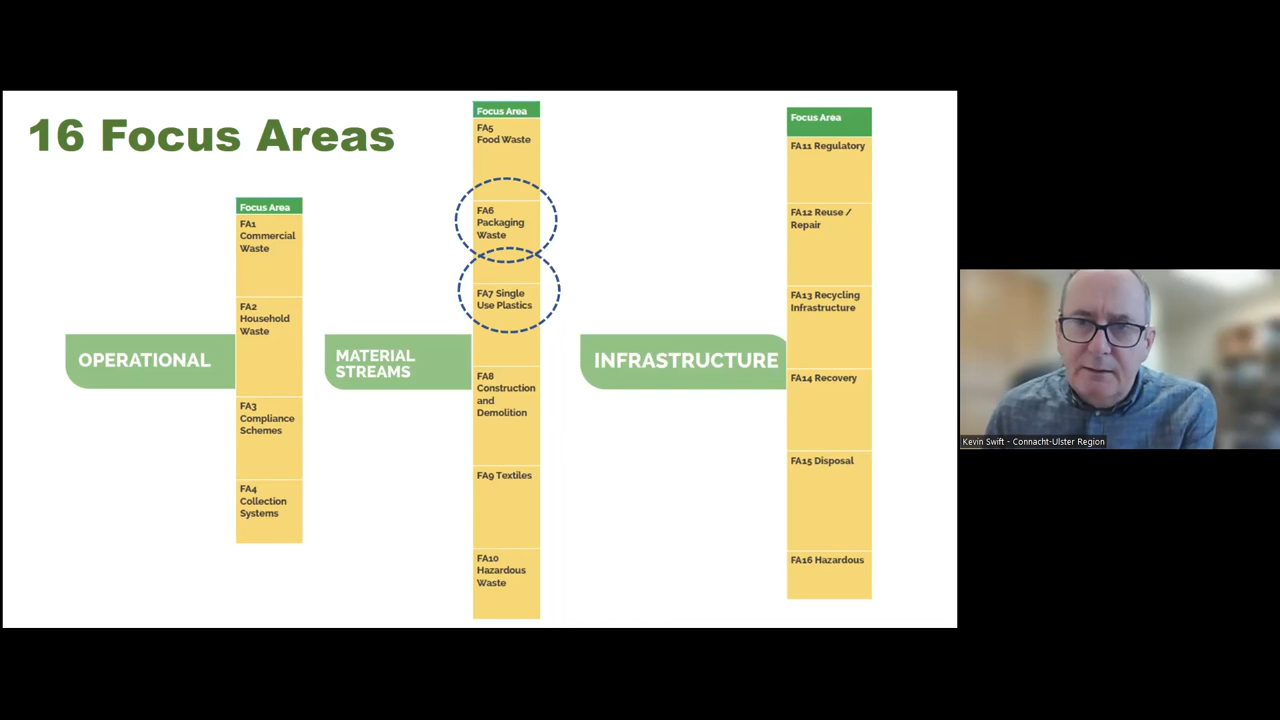 16 Focus Areas
OPERATIONAL
Focus Area
FA1
Commercial
Waste
FA2
Household
Waste
FA3
Compliance
Schemes
FA4
Collection
Systems
MATERIAL
STREAMS
Focus Area
FA5
Food Waste
FA6
Packaging
Waste
FA7 Single
Use Plastics
FA8
Construction
and
Demolition
FA9 Textiles
FA10
Hazardous
Waste
INFRASTRUCTURE
Focus Area
FA11 Regulatory
FA12 Reuse /
Repair
FA13 Recycling
Infrastructure
FA14 Recovery
FA15 Disposal
FA16 Hazardous
Kevin Swift - Connacht-Ulster Region